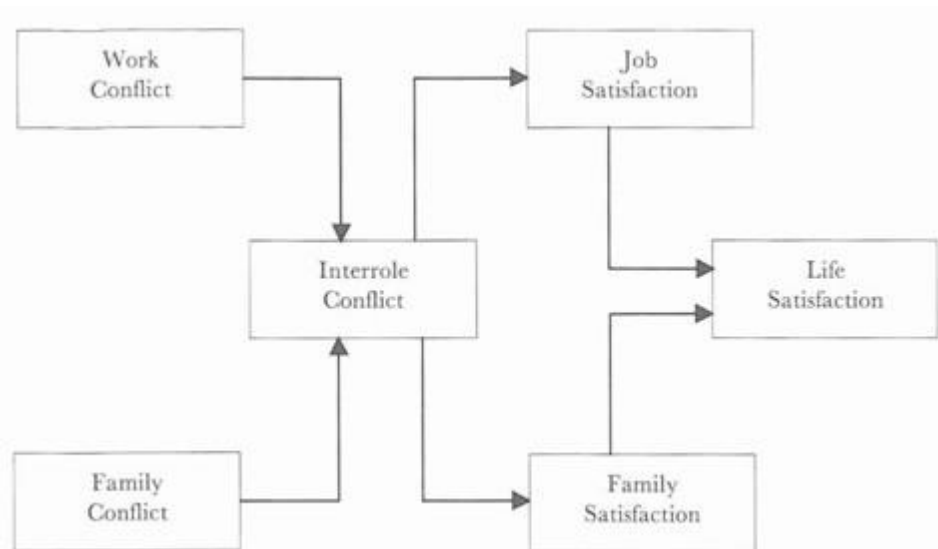 Work
Conflict
Job
Satisfaction
Interrole
Conflict
Life
Satisfaction
Family
Conflict
Family
Satisfaction